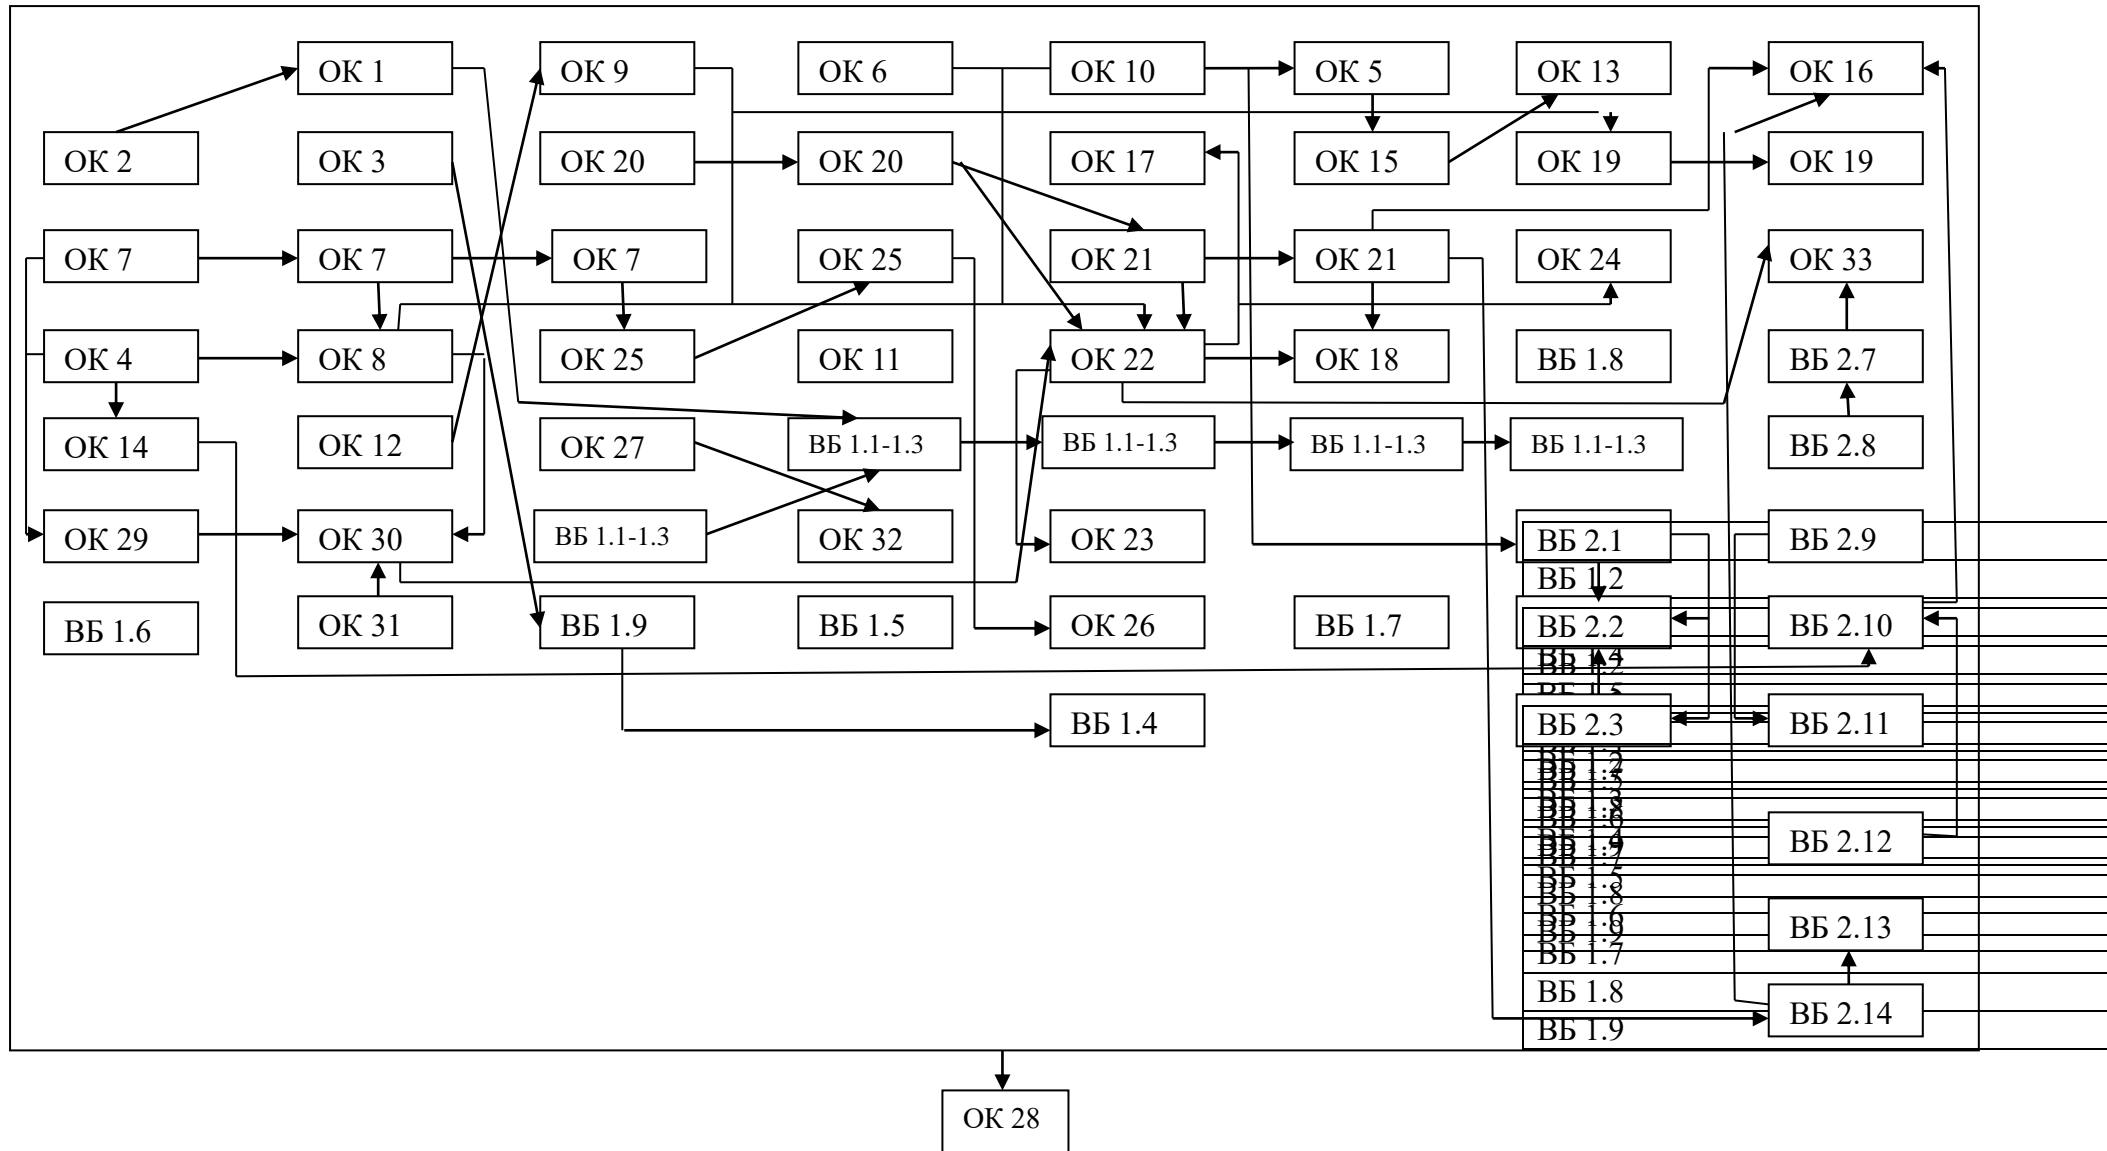 ОК 1
ОК 9
ОК 6
ОК 10
ОК 5
ОК 13
ОК 16
ОК 2
ОК 3
ОК 20
ОК 20
ОК 17
ОК 15
ОК 19
ОК 19
ОК 7
ОК 7
ОК 7
ОК 25
ОК 21
ОК 21
ОК 24
ОК 33
ОК 4
ОК 8
ОК 25
ОК 11
ОК 22
ОК 18
ВБ 1.8
ВБ 2.7
ОК 14
ОК 12
ОК 27
ВБ 1.1-1.3
ВБ 1.1-1.3
ВБ 1.1-1.3
ВБ 1.1-1.3
ВБ 2.8
ОК 29
ОК 30
ВБ 1.1-1.3
ОК 32
ОК 23
ВБ 2.1
ВБ 2.9
ВБ 1.2
ВБ 1.6
ОК 31
ВБ 1.9
ВБ 1.5
ОК 26
ВБ 1.7
ВБ 2.2
ВБ 2.10
ВБ 1.4
ВБ 2.3
ВБ 2.11
ВБ 2.12
ВБ 2.13
ВБ 1.7
ВБ 1.8
ВБ 2.14
ВБ 1.9
ОК 28